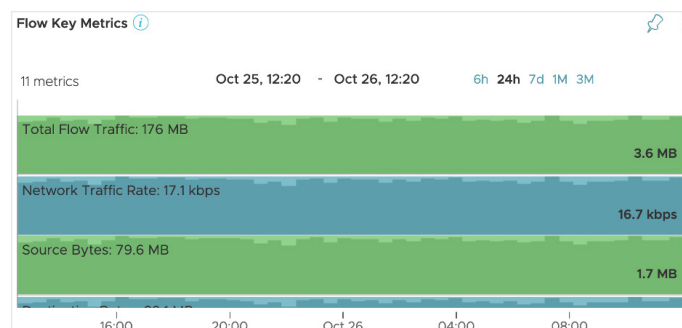 Flow Key Metrics
11 metrics Oct 25, 12:20 - Oct 26, 12:20 6h 24h 7d 1M 3M
Total Flow Traffic: 176 MB
3.6 MB
Network Traffic Rate: 17.1 kbps
16.7 kbps
Source Bytes: 79.6 MB
1.7 MB
16:00 20:00 Oct 26 04:00 08:00